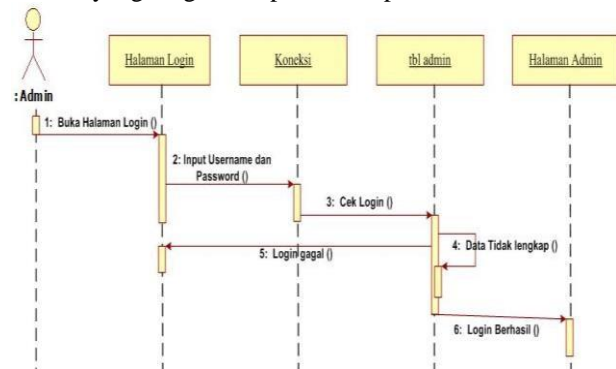 Halaman Login
Koneksi
tbl admin
Halaman Admin
:Admin
1: Buka Halaman Login ()
2: Input Username dan
Password ()
3: Cek Login ()
4: Data Tidak lengkap ()
5: Login gagal ()
6: Login Berhasil ()